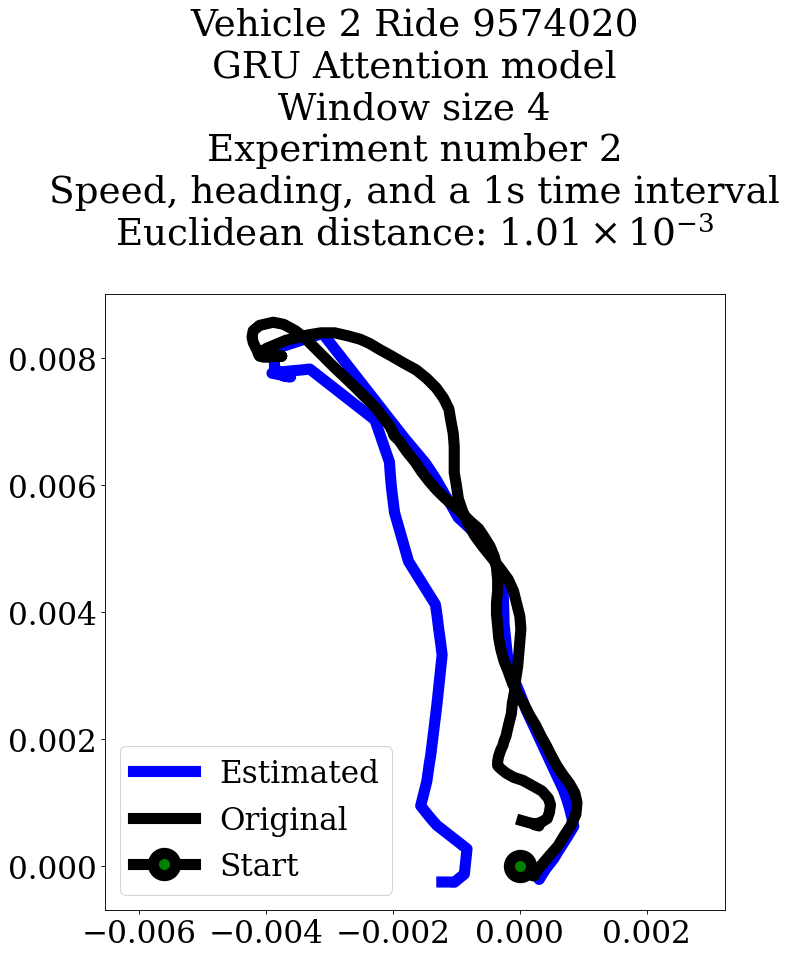 Vehicle 2 Ride 9574020
GRU Attention model
Window size 4
Experiment number 2
Speed, heading, and a 1s time interval
Euclidean distance: 1.01 × 10⁻³
0.008
0.006
0.004
0.002
0.000
Estimated
Original
Start
−0.006 −0.004 −0.002 0.000 0.002